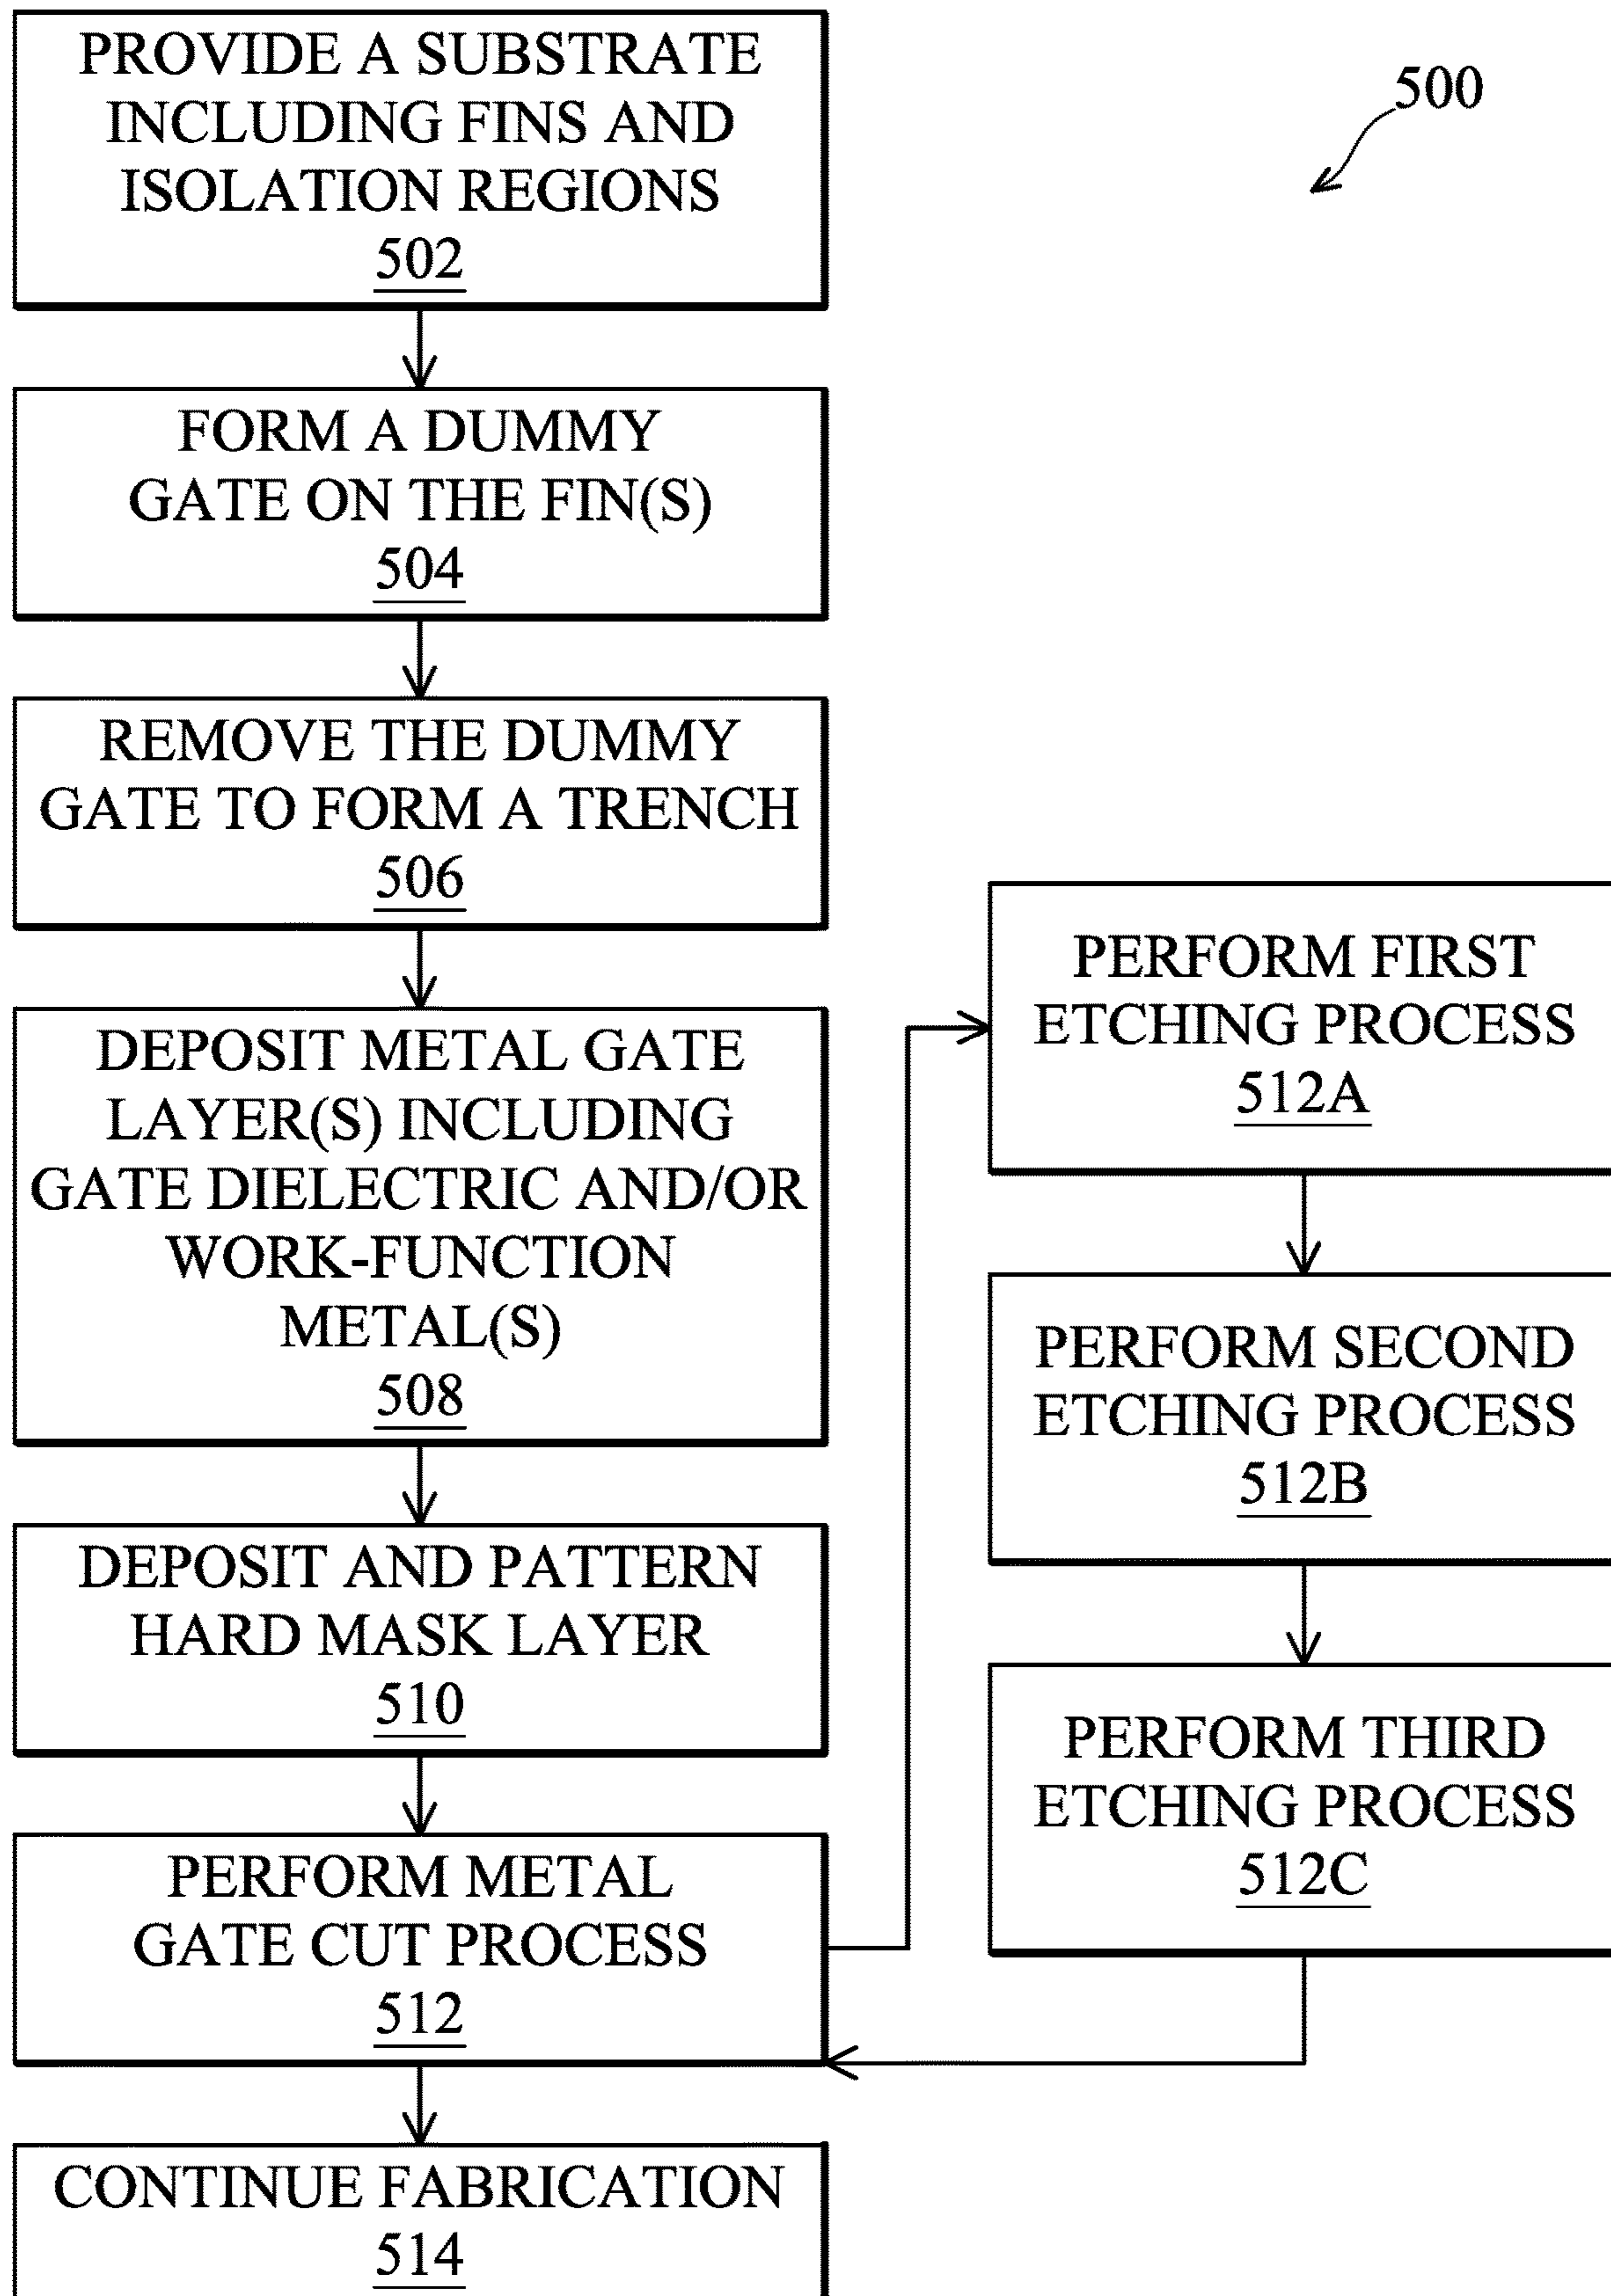 PROVIDE A SUBSTRATE
INCLUDING FINS AND
ISOLATION REGIONS
502
500
FORM A DUMMY
GATE ON THE FIN(S)
504
REMOVE THE DUMMY
GATE TO FORM A TRENCH
506
DEPOSIT METAL GATE
LAYER(S) INCLUDING
GATE DIELECTRIC AND/OR
WORK-FUNCTION
METAL(S)
508
DEPOSIT AND PATTERN
HARD MASK LAYER
510
PERFORM METAL
GATE CUT PROCESS
512
PERFORM FIRST
ETCHING PROCESS
512A
PERFORM SECOND
ETCHING PROCESS
512B
PERFORM THIRD
ETCHING PROCESS
512C
CONTINUE FABRICATION
514